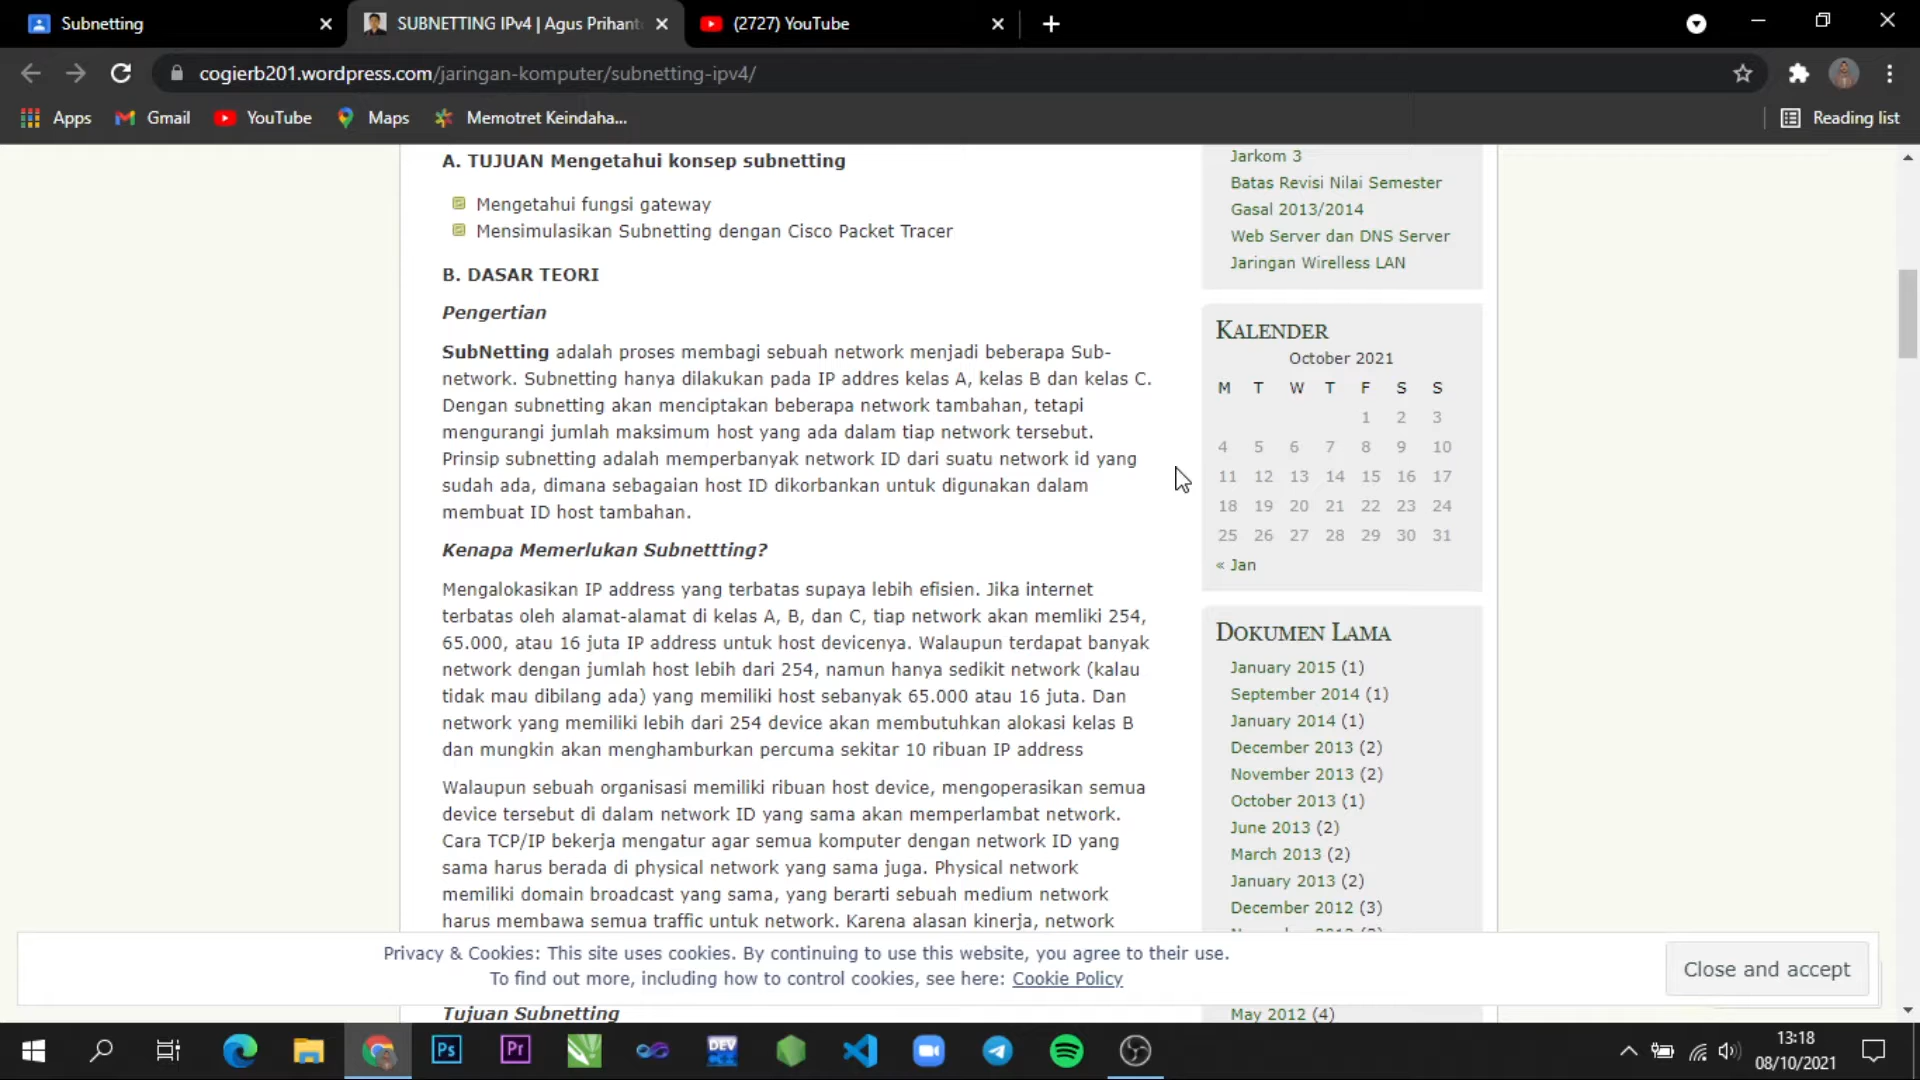 Subnetting
SUBNETTING IPv4 | Agus Prihant
(2727) YouTube
cogierb201.wordpress.com/jaringan-komputer/subnetting-ipv4/
Apps
Gmail
YouTube
Maps
Memotret Keindaha...
Reading list
A. TUJUAN Mengetahui konsep subnetting
Mengetahui fungsi gateway
Mensimulasikan Subnetting dengan Cisco Packet Tracer
B. DASAR TEORI
Pengertian
SubNetting adalah proses membagi sebuah network menjadi beberapa Sub-
network. Subnetting hanya dilakukan pada IP addres kelas A, kelas B dan kelas C.
Dengan subnetting akan menciptakan beberapa network tambahan, tetapi
mengurangi jumlah maksimum host yang ada dalam tiap network tersebut.
Prinsip subnetting adalah memperbanyak network ID dari suatu network id yang
sudah ada, dimana sebagaian host ID dikorbankan untuk digunakan dalam
membuat ID host tambahan.
Kenapa Memerlukan Subnettting?
Mengalokasikan IP address yang terbatas supaya lebih efisien. Jika internet
terbatas oleh alamat-alamat di kelas A, B, dan C, tiap network akan memliki 254,
65.000, atau 16 juta IP address untuk host devicenya. Walaupun terdapat banyak
network dengan jumlah host lebih dari 254, namun hanya sedikit network (kalau
tidak mau dibilang ada) yang memiliki host sebanyak 65.000 atau 16 juta. Dan
network yang memiliki lebih dari 254 device akan membutuhkan alokasi kelas B
dan mungkin akan menghamburkan percuma sekitar 10 ribuan IP address
Walaupun sebuah organisasi memiliki ribuan host device, mengoperasikan semua
device tersebut di dalam network ID yang sama akan memperlambat network.
Cara TCP/IP bekerja mengatur agar semua komputer dengan network ID yang
sama harus berada di physical network yang sama juga. Physical network
memiliki domain broadcast yang sama, yang berarti sebuah medium network
harus membawa semua traffic untuk network. Karena alasan kinerja, network
Tujuan Subnetting
Jarkom 3
Batas Revisi Nilai Semester
Gasal 2013/2014
Web Server dan DNS Server
Jaringan Wirelless LAN
KALENDER
October 2021
M T W T F S S
1 2 3
4 5 6 7 8 9 10
11 12 13 14 15 16 17
18 19 20 21 22 23 24
25 26 27 28 29 30 31
« Jan
DOKUMEN LAMA
January 2015 (1)
September 2014 (1)
January 2014 (1)
December 2013 (2)
November 2013 (2)
October 2013 (1)
June 2013 (2)
March 2013 (2)
January 2013 (2)
December 2012 (3)
May 2012 (4)
Privacy & Cookies: This site uses cookies. By continuing to use this website, you agree to their use.
To find out more, including how to control cookies, see here: Cookie Policy
Close and accept
Ps
Pr
DEV
13:18
08/10/2021